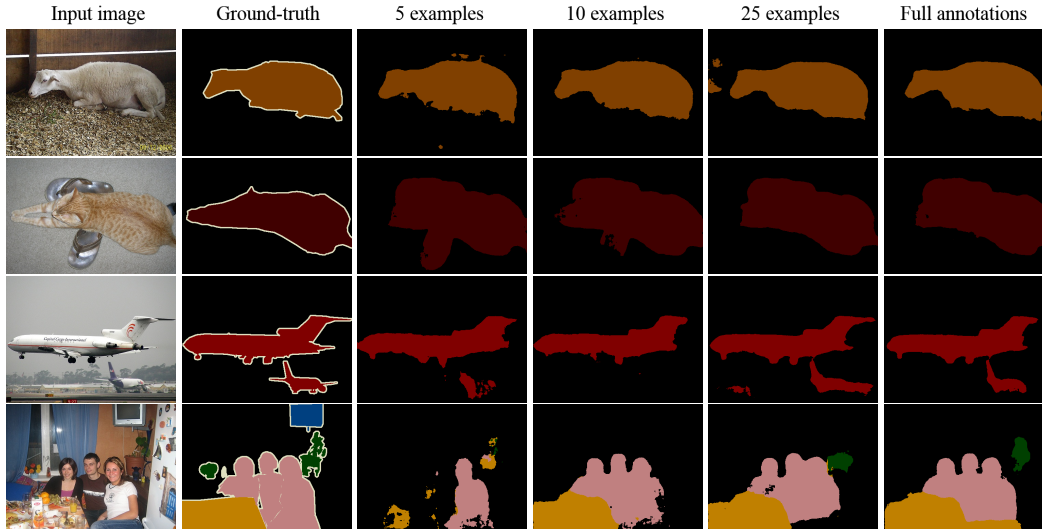 Input image
Ground-truth
5 examples
10 examples
25 examples
Full annotations